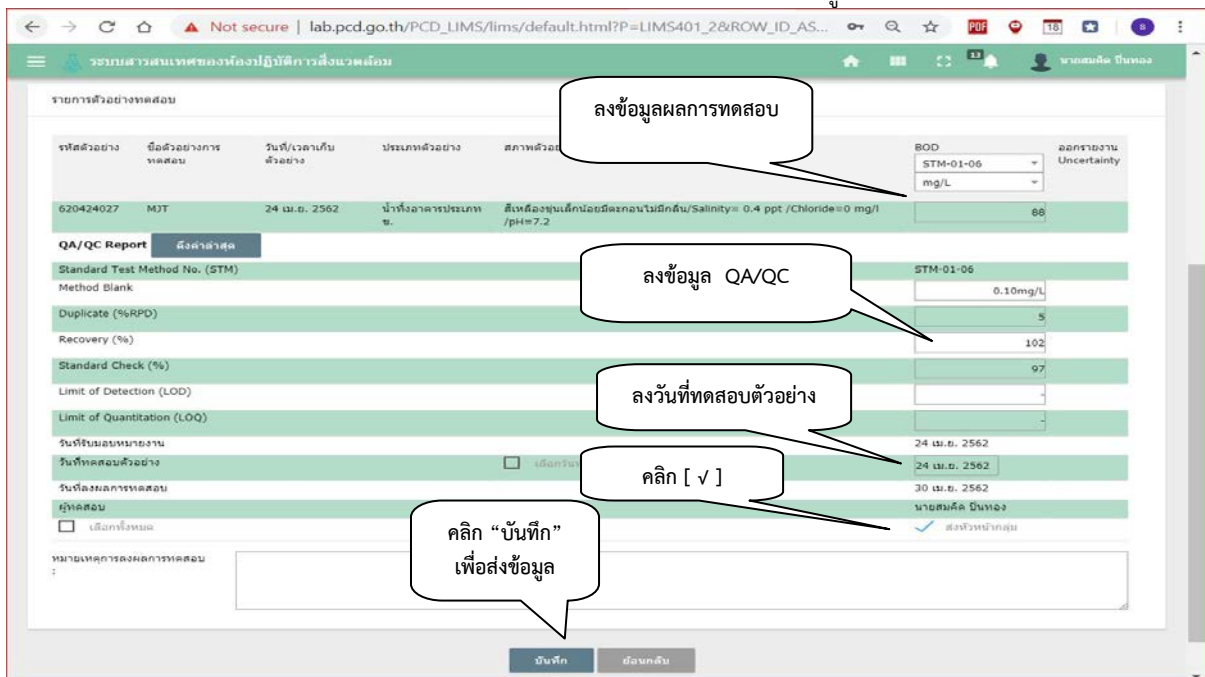 Not secure | lab.pcd.go.th/PCD_LIMS/lims/default.html?P=LIMS401_2&ROW_ID_AS...
PDF
18
s
ระบบสารสนเทศของห้องปฏิบัติการสิ่งแวดล้อม
13
นายสมคิด ปิ่นทอง
รายการตัวอย่างทดสอบ
ลงข้อมูลผลการทดสอบ
รหัสตัวอย่าง ชื่อตัวอย่างการทดสอบ วันที่/เวลาเก็บตัวอย่าง ประเภทตัวอย่าง BOD ออกรายงาน Uncertainty
STM-01-06
mg/L
620424027 MJT 24 เม.ย. 2562 น้ำทิ้งอาคารประเภท ข. สีเหลืองขุ่นเล็กน้อยมีตะกอนไม่มีกลิ่น/Salinity= 0.4 ppt /Chloride=0 mg/l /pH=7.2 88
QA/QC Report ดึงค่าล่าสุด
ลงข้อมูล QA/QC
Standard Test Method No. (STM) STM-01-06
Method Blank 0.10mg/L
Duplicate (%RPD) 5
Recovery (%) 102
Standard Check (%) 97
Limit of Detection (LOD) -
ลงวันที่ทดสอบตัวอย่าง
Limit of Quantitation (LOQ) -
วันที่รับมอบหมายงาน 24 เม.ย. 2562
วันที่ทดสอบตัวอย่าง 24 เม.ย. 2562
คลิก [ √ ]
วันที่ลงผลการทดสอบ 30 เม.ย. 2562
ผู้ทดสอบ นายสมคิด ปิ่นทอง
เลือกทั้งหมด ส่งหัวหน้ากลุ่ม
คลิก “บันทึก”
เพื่อส่งข้อมูล
หมายเหตุการลงผลการทดสอบ
:
บันทึก ย้อนกลับ